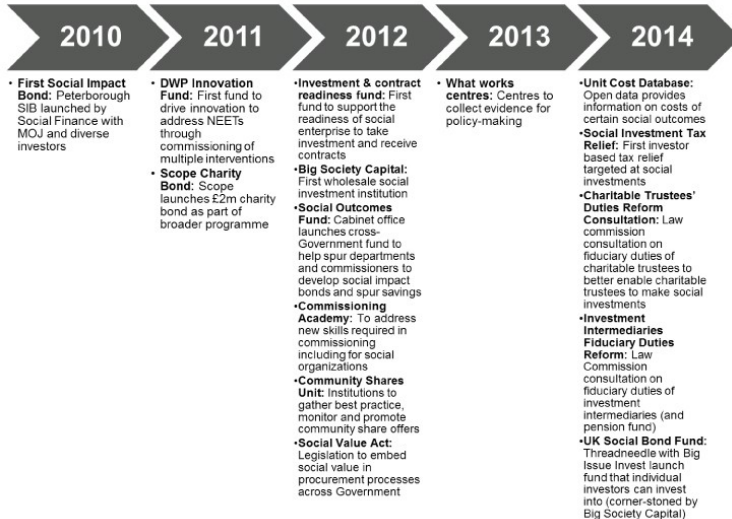 2010
2011
2012
2013
2014
• First Social Impact
Bond: Peterborough
SIB launched by
Social Finance with
MOJ and diverse
investors
• DWP Innovation
Fund: First fund to
drive innovation to
address NEETs
through
commissioning of
multiple interventions
• Scope Charity
Bond: Scope
launches £2m charity
bond as part of
broader programme
•Investment & contract
readiness fund: First
fund to support the
readiness of social
enterprise to take
investment and receive
contracts
•Big Society Capital:
First wholesale social
investment institution
•Social Outcomes
Fund: Cabinet office
launches cross-
Government fund to
help spur departments
and commissioners to
develop social impact
bonds and spur savings
•Commissioning
Academy: To address
new skills required in
commissioning
including for social
organizations
•Community Shares
Unit: Institutions to
gather best practice,
monitor and promote
community share offers
•Social Value Act:
Legislation to embed
social value in
procurement processes
across Government
• What works
centres: Centres to
collect evidence for
policy-making
•Unit Cost Database:
Open data provides
information on costs of
certain social outcomes
•Social Investment Tax
Relief: First investor
based tax relief
targeted at social
investments
•Charitable Trustees'
Duties Reform
Consultation: Law
commission
consultation on
fiduciary duties of
charitable trustees to
better enable charitable
trustees to make social
investments
•Investment
Intermediaries
Fiduciary Duties
Reform: Law
Commission
consultation on
fiduciary duties of
investment
intermediaries (and
pension fund)
•UK Social Bond Fund:
Threadneedle with Big
Issue Invest launch
fund that individual
investors can invest
into (corner-stoned by
Big Society Capital)